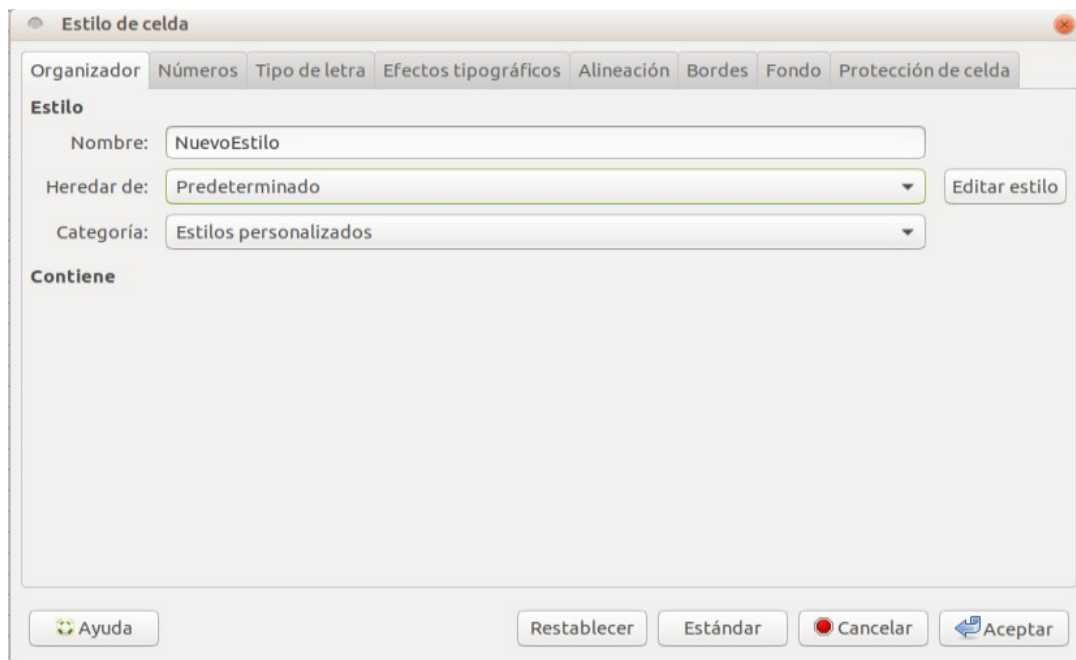 Estilo de celda
Organizador Números Tipo de letra Efectos tipográficos Alineación Bordes Fondo Protección de celda
Estilo
Nombre: NuevoEstilo
Heredar de: Predeterminado Editar estilo
Categoría: Estilos personalizados
Contiene
Ayuda Restablecer Estándar Cancelar Aceptar